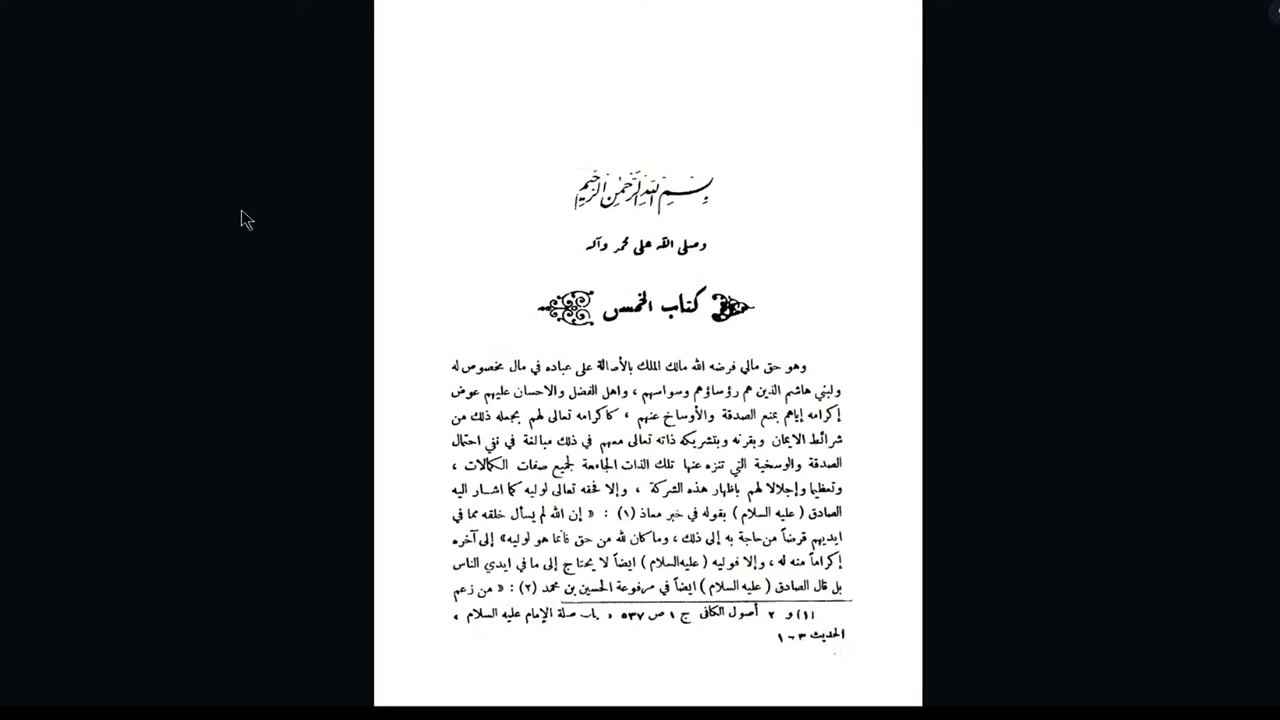 بسم الله الرحمن الرحيم
وصلى الله على محمد وآله
كتاب الخمس
وهو حق مالي فرضه الله مالك الملك بالأصالة على عباده في مال مخصوص له
ولبني هاشم الذين هم رؤساؤهم وسواسهم ، واهل الفضل والاحسان عليهم عوض
إكرامه إياهم بمنع الصدقة والأوساخ عنهم ، كاكرامه تعالى لهم بجعله ذلك من
شرائط الايمان وبقرنه وبتشريكه ذاته تعالى معهم في ذلك مبالغة في نفي احتمال
الصدقة والوسخية التي تنزه عنها تلك الذات الجامعة لجميع صفات الكمالات ،
وتعظيما وإجلالا لهم باظهار هذه الشركة ، وإلا فحقه تعالى لوليه كما اشار اليه
الصادق ( عليه السلام ) بقوله في خبر معاذ (١) : « إن الله لم يسأل خلقه مما في
ايديهم قرضاً من حاجة به إلى ذلك ، وما كان لله من حق فانما هو لوليه» إلى آخره
إكراماً منه له ، وإلا فوليه ( عليه السلام ) ايضاً لا يحتاج إلى ما في ايدي الناس
بل قال الصادق ( عليه السلام ) ايضاً في مرفوعة الحسين بن محمد (٢) : « من زعم
(١) و ٢ أصول الكافي ج ١ ص ٥٣٧ « باب صلة الإمام عليه السلام »
الحديث ٣ - ١